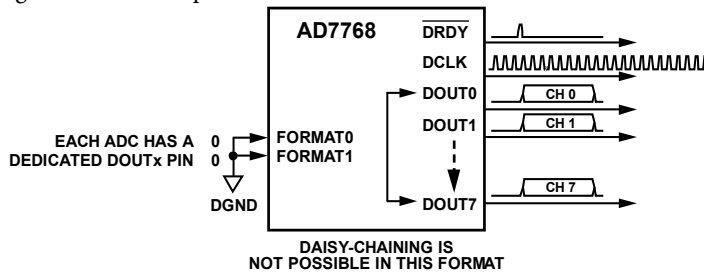 AD7768
DRDY
DCLK
DOUT0
CH 0
DOUT1
CH 1
EACH ADC HAS A 0
DEDICATED DOUTx PIN 0
FORMAT0
FORMAT1
DGND
DOUT7
CH 7
DAISY-CHAINING IS
NOT POSSIBLE IN THIS FORMAT